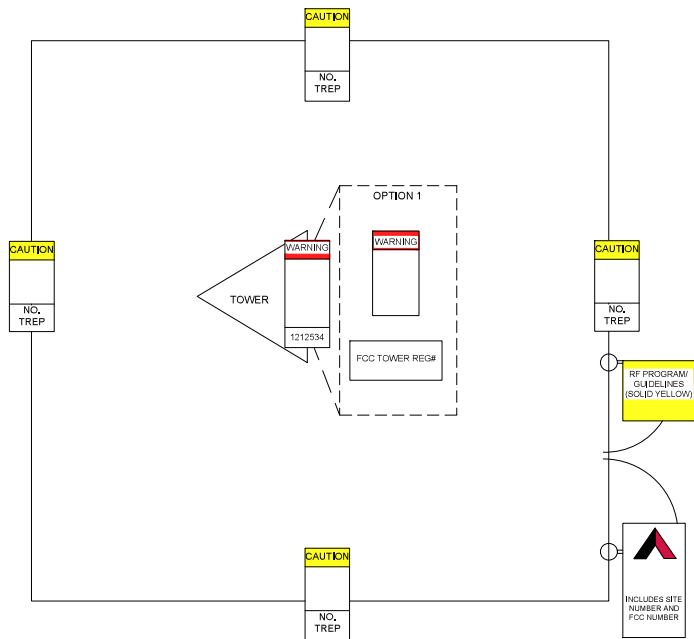 CAUTION
NO.
TREP
OPTION 1
CAUTION
NO.
TREP
TOWER
WARNING
1212534
WARNING
FCC TOWER REG#
CAUTION
NO.
TREP
RF PROGRAM/
GUIDELINES
(SOLID YELLOW)
CAUTION
NO.
TREP
INCLUDES SITE
NUMBER AND
FCC NUMBER